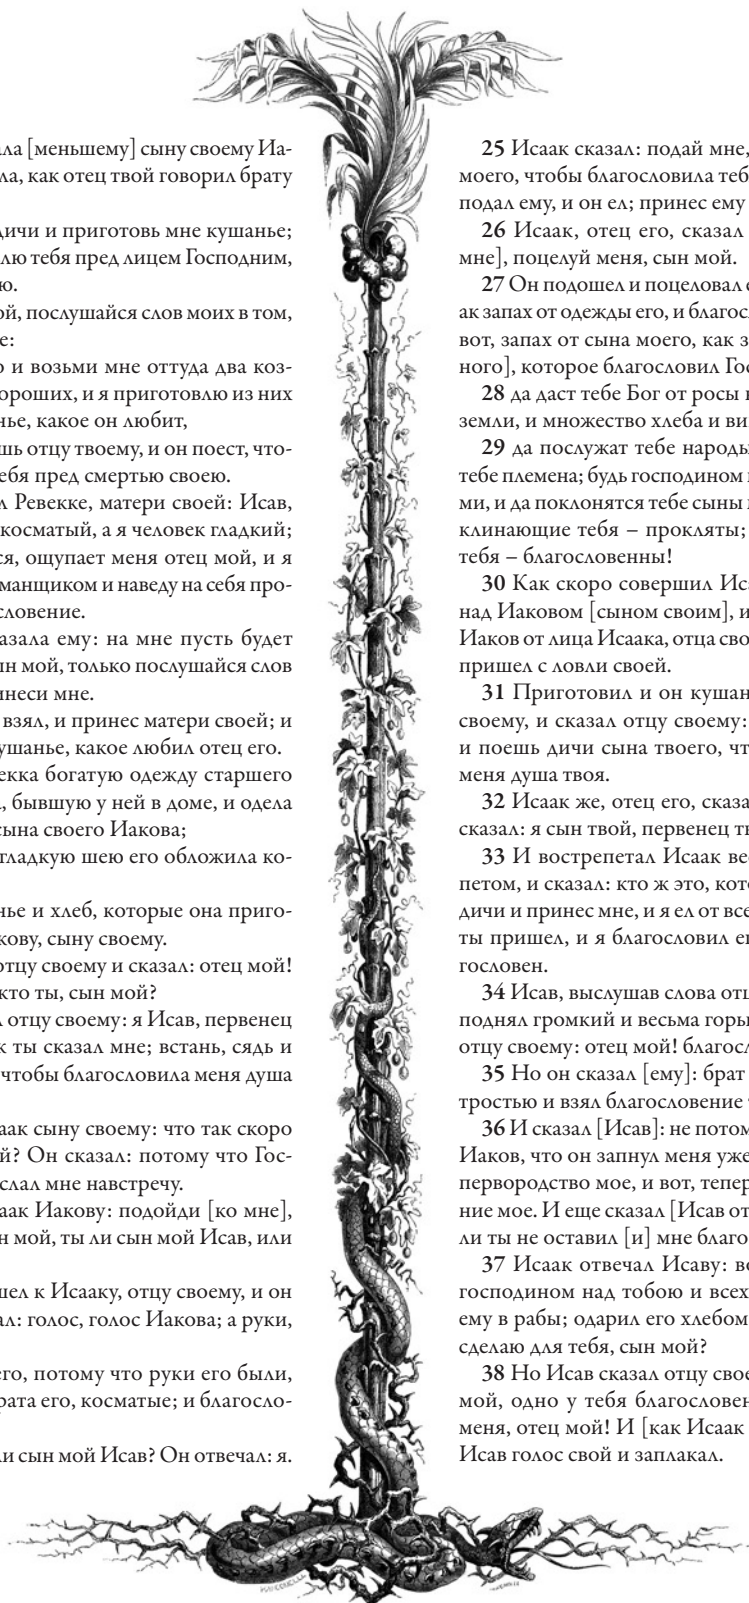 ала [меньшему] сыну своему Иа-
ла, как отец твой говорил брату
дичи и приготовь мне кушанье;
лю тебя пред лицем Господним,
ю.
ой, послушайся слов моих в том,
е:
о и возьми мне оттуда два коз-
ороших, и я приготовлю из них
нье, какое он любит,
шь отцу твоему, и он поест, что-
ебя пред смертью своею.
л Ревекке, матери своей: Исав,
косматый, а я человек гладкий;
ся, ощупает меня отец мой, и я
манщиком и наведу на себя про-
словение.
азала ему: на мне пусть будет
ын мой, только послушайся слов
инеси мне.
взял, и принес матери своей; и
ушанье, какое любил отец его.
екка богатую одежду старшего
а, бывшую у ней в доме, и одела
сына своего Иакова;
гладкую шею его обложила ко-
нье и хлеб, которые она приго-
кову, сыну своему.
отцу своему и сказал: отец мой!
кто ты, сын мой?
л отцу своему: я Исав, первенец
к ты сказал мне; встань, сядь и
чтобы благословила меня душа
аак сыну своему: что так скоро
й? Он сказал: потому что Гос-
слал мне навстречу.
аак Иакову: подойди [ко мне],
н мой, ты ли сын мой Исав, или
шел к Исааку, отцу своему, и он
ал: голос, голос Иакова; а руки,
его, потому что руки его были,
рата его, косматые; и благосло-
ли сын мой Исав? Он отвечал: я.
25 Исаак сказал: подай мне,
моего, чтобы благословила теб
подал ему, и он ел; принес ему
26 Исаак, отец его, сказал
мне], поцелуй меня, сын мой.
27 Он подошел и поцеловал е
ак запах от одежды его, и благосл
вот, запах от сына моего, как з
ного], которое благословил Гос
28 да даст тебе Бог от росы н
земли, и множество хлеба и ви
29 да послужат тебе народы
тебе племена; будь господином н
ми, и да поклонятся тебе сыны м
клинающие тебя – прокляты;
тебя – благословенны!
30 Как скоро совершил Иса
над Иаковом [сыном своим], и
Иаков от лица Исаака, отца сво
пришел с ловли своей.
31 Приготовил и он кушан
своему, и сказал отцу своему:
и поешь дичи сына твоего, чт
меня душа твоя.
32 Исаак же, отец его, сказа
сказал: я сын твой, первенец тв
33 И вострепетал Исаак вес
петом, и сказал: кто ж это, кото
дичи и принес мне, и я ел от все
ты пришел, и я благословил ег
гословен.
34 Исав, выслушав слова отц
поднял громкий и весьма горьк
отцу своему: отец мой! благосл
35 Но он сказал [ему]: брат
тростью и взял благословение т
36 И сказал [Исав]: не потом
Иаков, что он запнул меня уже
первородство мое, и вот, тепер
ние мое. И еще сказал [Исав от
ли ты не оставил [и] мне благо
37 Исаак отвечал Исаву: во
господином над тобою и всех
ему в рабы; одарил его хлебом
сделаю для тебя, сын мой?
38 Но Исав сказал отцу свое
мой, одно у тебя благословен
меня, отец мой! И [как Исаак
Исав голос свой и заплакал.